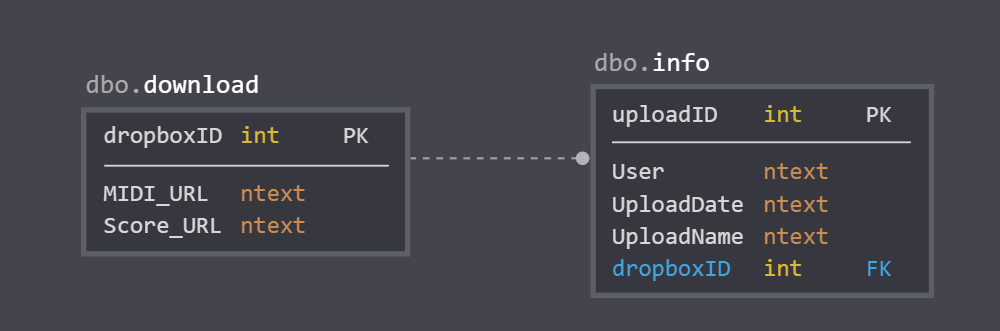 dbo.download
dropboxID int PK
MIDI_URL ntext
Score_URL ntext
dbo.info
uploadID int PK
User ntext
UploadDate ntext
UploadName ntext
dropboxID int FK